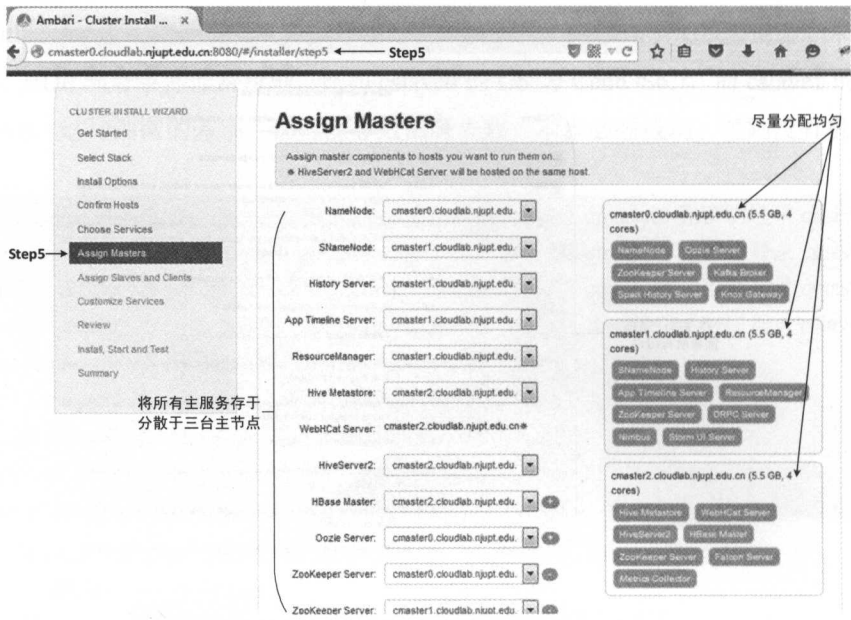 Ambari - Cluster Install ... ×
cmaster0.cloudlab.njupt.edu.cn:8080/#/installer/step5
Step5
CLUSTER INSTALL WIZARD
Get Started
Select Stack
Install Options
Confirm Hosts
Choose Services
Step5
Assign Masters
Assign Slaves and Clients
Customize Services
Review
Install, Start and Test
Summary
将所有主服务存于
分散于三台主节点
Assign Masters
尽量分配均匀
Assign master components to hosts you want to run them on.
✵ HiveServer2 and WebHCat Server will be hosted on the same host.
NameNode: cmaster0.cloudlab.njupt.edu.
SNameNode: cmaster1.cloudlab.njupt.edu.
History Server: cmaster1.cloudlab.njupt.edu.
App Timeline Server: cmaster1.cloudlab.njupt.edu.
ResourceManager: cmaster1.cloudlab.njupt.edu.
Hive Metastore: cmaster2.cloudlab.njupt.edu.
WebHCat Server: cmaster2.cloudlab.njupt.edu.cn✵
HiveServer2: cmaster2.cloudlab.njupt.edu.
HBase Master: cmaster2.cloudlab.njupt.edu. +
Oozie Server: cmaster0.cloudlab.njupt.edu. +
ZooKeeper Server: cmaster0.cloudlab.njupt.edu. -
ZooKeeper Server: cmaster1.cloudlab.njupt.edu. -
cmaster0.cloudlab.njupt.edu.cn (5.5 GB, 4
cores)
NameNode Oozie Server
ZooKeeper Server Kafka Broker
Spark History Server Knox Gateway
cmaster1.cloudlab.njupt.edu.cn (5.5 GB, 4
cores)
SNameNode History Server
App Timeline Server ResourceManager
ZooKeeper Server DRPC Server
Nimbus Storm UI Server
cmaster2.cloudlab.njupt.edu.cn (5.5 GB, 4
cores)
Hive Metastore WebHCat Server
HiveServer2 HBase Master
ZooKeeper Server Falcon Server
Metrics Collector